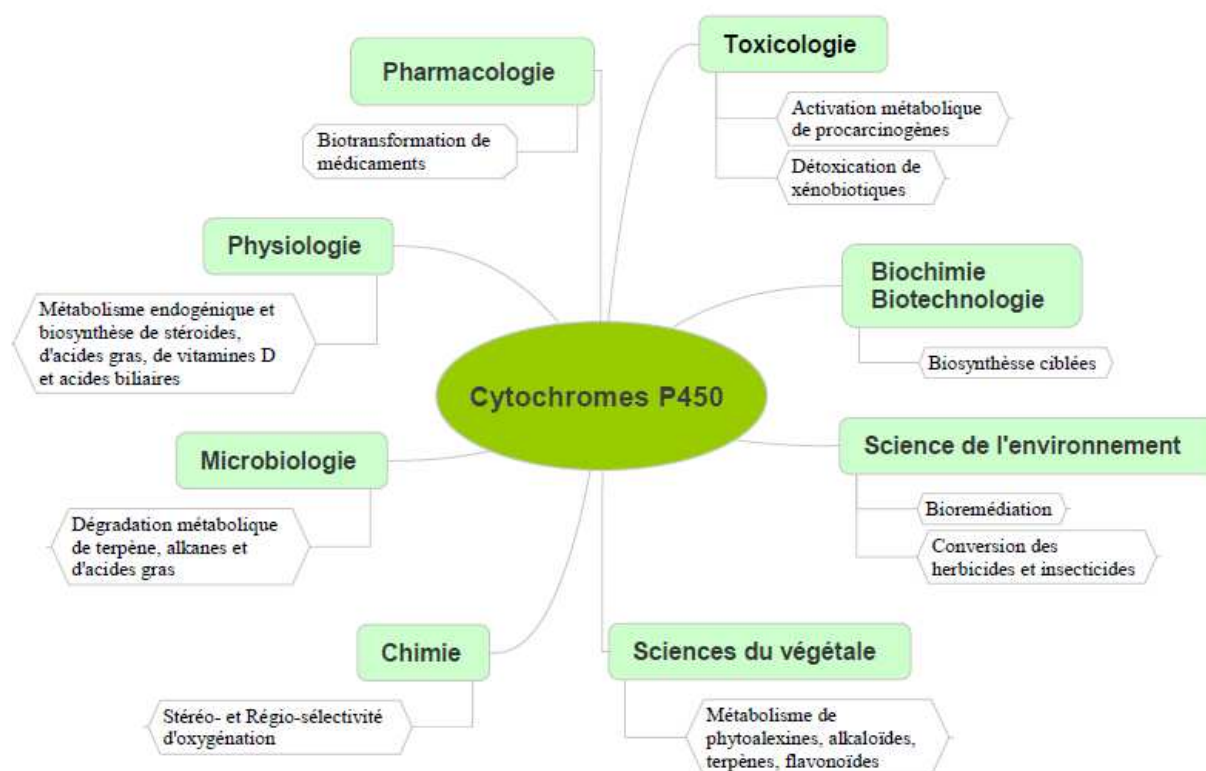 Pharmacologie
Biotransformation de
médicaments
Toxicologie
Activation métabolique
de procarcinogènes
Détoxication de
xénobiotiques
Physiologie
Métabolisme endogénique et
biosynthèse de stéroides,
d'acides gras, de vitamines D
et acides biliaires
Biochimie
Biotechnologie
Biosynthèsse ciblées
Cytochromes P450
Microbiologie
Dégradation métabolique
de terpène, alkanes et
d'acides gras
Science de l'environnement
Bioremédiation
Conversion des
herbicides et insecticides
Chimie
Stéréo- et Régio-sélectivité
d'oxygénation
Sciences du végétale
Métabolisme de
phytoalexines, alkaloïdes,
terpènes, flavonoïdes